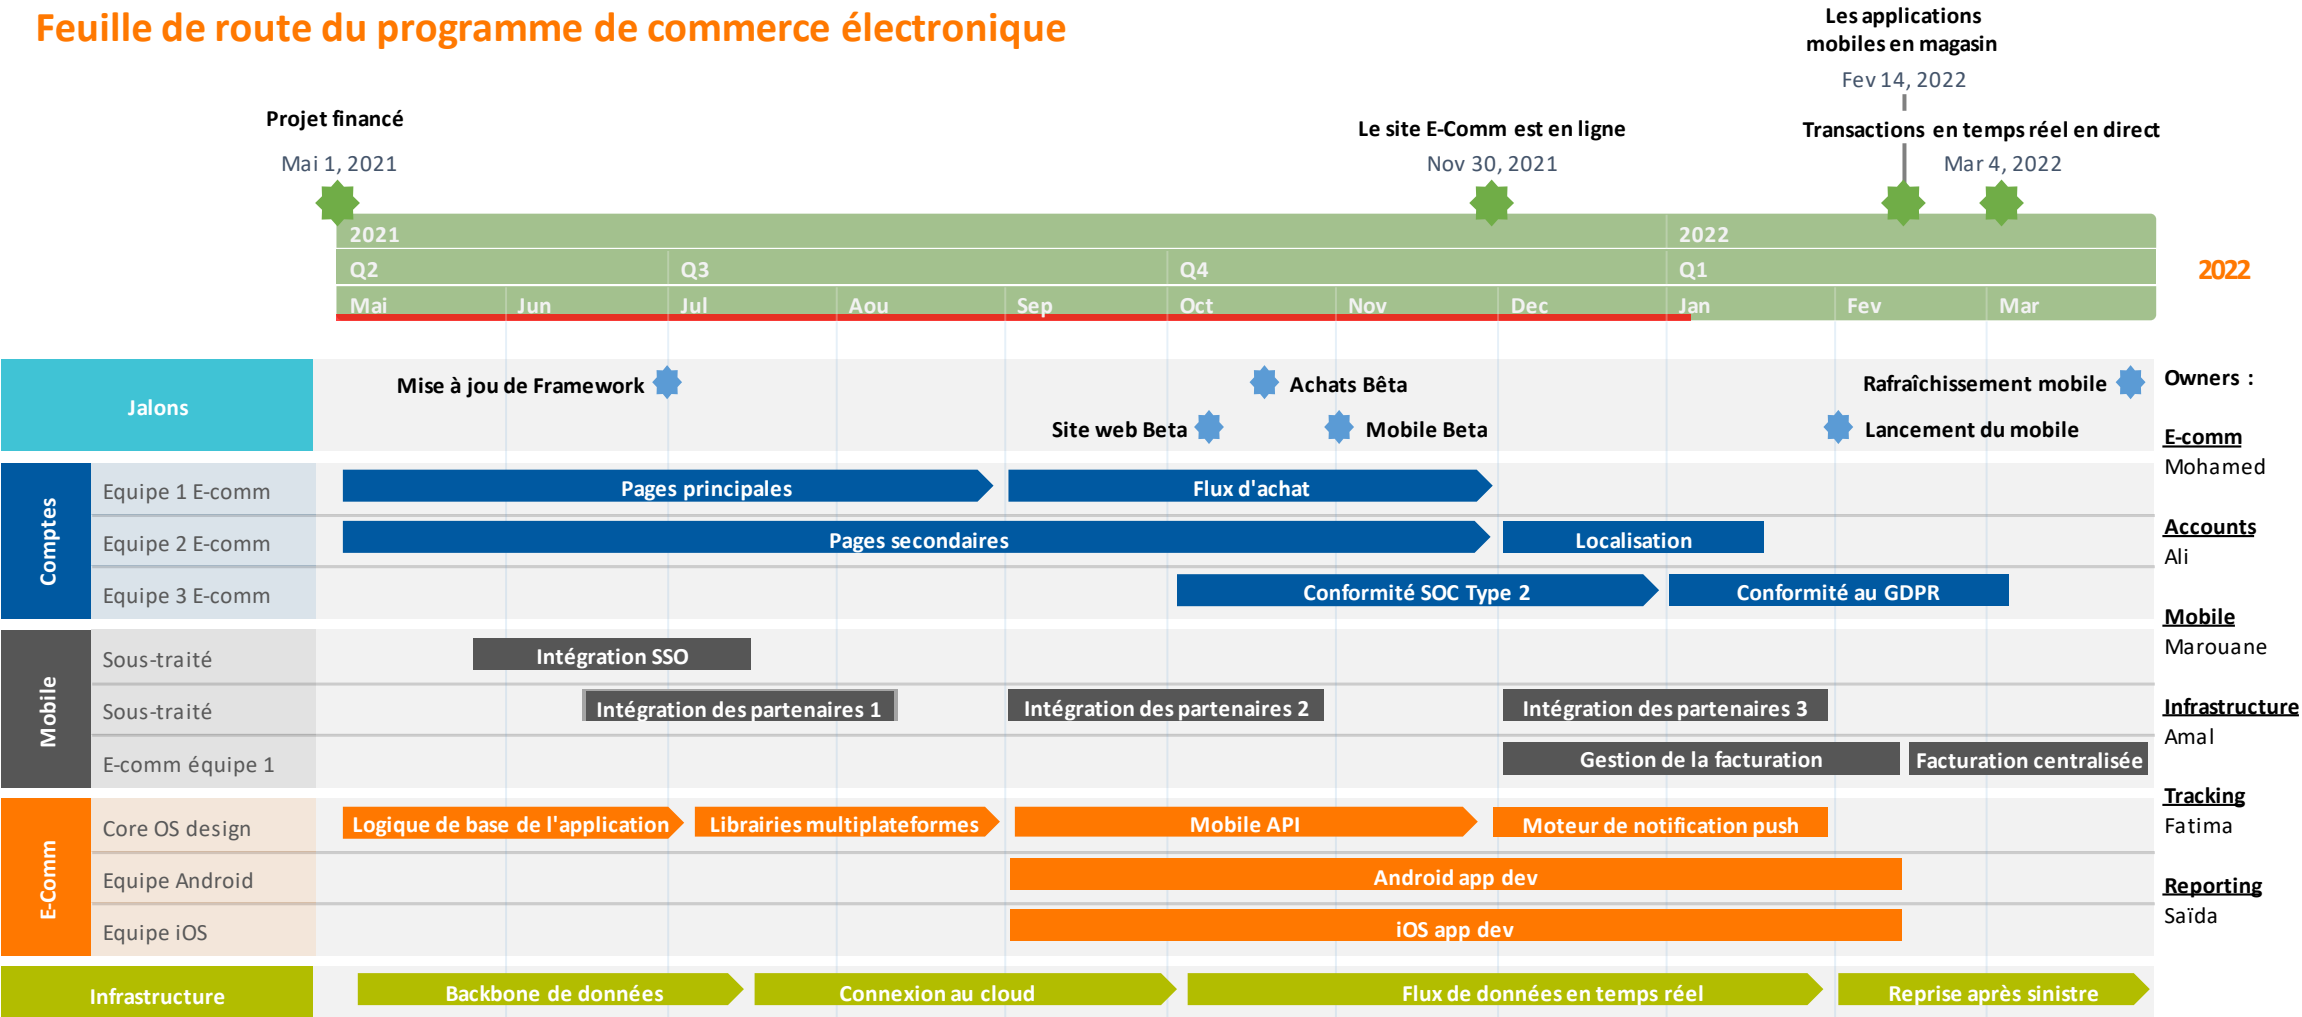 Feuille de route du programme de commerce électronique
Les applications
mobiles en magasin
Fev 14, 2022
Projet financé
Mai 1, 2021
Le site E-Comm est en ligne
Nov 30, 2021
Transactions en temps réel en direct
Mar 4, 2022
2021
2022
Q2
Q3
Q4
Q1
2022
Mai
Jun
Jul
Aou
Sep
Oct
Nov
Dec
Jan
Fev
Mar
Jalons
Mise à jou de Framework
Achats Bêta
Rafraîchissement mobile
Site web Beta
Mobile Beta
Lancement du mobile
Comptes
Equipe 1 E-comm
Pages principales
Flux d'achat
Equipe 2 E-comm
Pages secondaires
Localisation
Equipe 3 E-comm
Conformité SOC Type 2
Conformité au GDPR
Mobile
Sous-traité
Intégration SSO
Sous-traité
Intégration des partenaires 1
Intégration des partenaires 2
Intégration des partenaires 3
E-comm équipe 1
Gestion de la facturation
Facturation centralisée
E-Comm
Core OS design
Logique de base de l'application
Librairies multiplateformes
Mobile API
Moteur de notification push
Equipe Android
Android app dev
Equipe iOS
iOS app dev
Infrastructure
Backbone de données
Connexion au cloud
Flux de données en temps réel
Reprise après sinistre
Owners :
E-comm
Mohamed
Accounts
Ali
Mobile
Marouane
Infrastructure
Amal
Tracking
Fatima
Reporting
Saïda